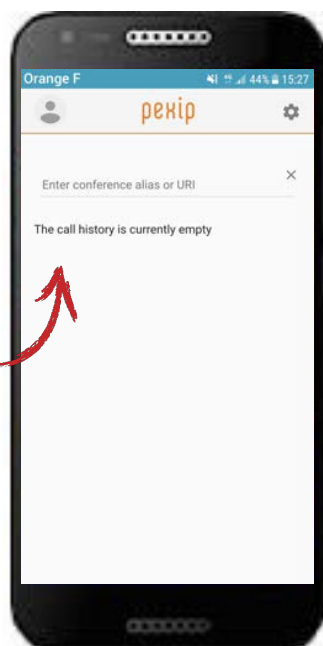 Orange F 44% 15:27
pexip
Enter conference alias or URI
The call history is currently empty